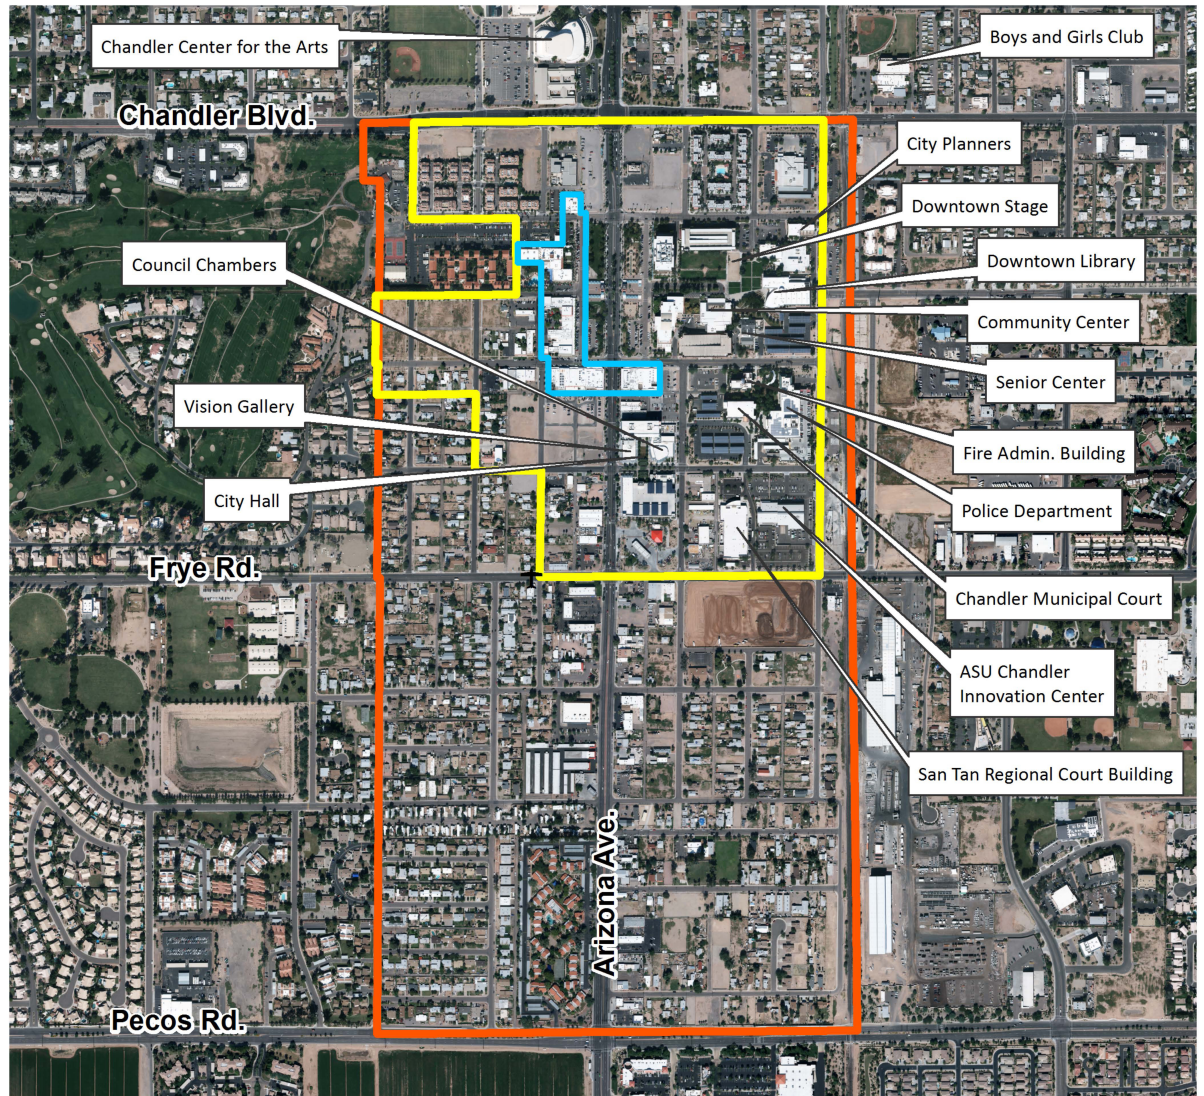 Chandler Center for the Arts
Boys and Girls Club
Chandler Blvd.
City Planners
Downtown Stage
Council Chambers
Downtown Library
Community Center
Senior Center
Vision Gallery
Fire Admin. Building
City Hall
Police Department
Frye Rd.
Chandler Municipal Court
ASU Chandler
Innovation Center
San Tan Regional Court Building
Arizona Ave.
Pecos Rd.